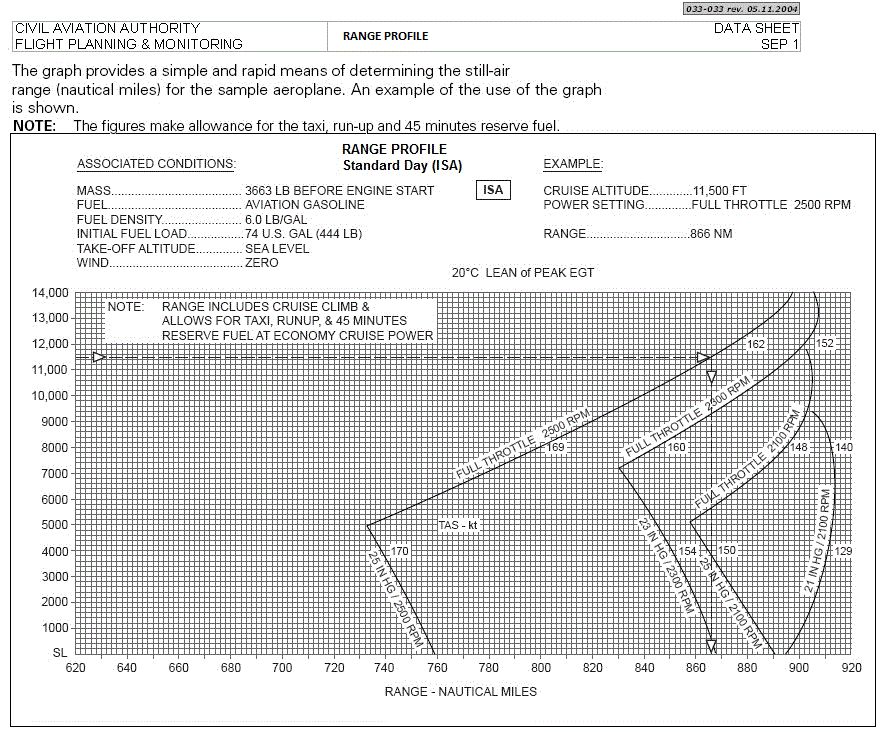 033-033 rev. 05.11.2004
CIVIL AVIATION AUTHORITY
FLIGHT PLANNING & MONITORING
RANGE PROFILE
DATA SHEET
SEP 1
The graph provides a simple and rapid means of determining the still-air
range (nautical miles) for the sample aeroplane. An example of the use of the graph
is shown.
NOTE: The figures make allowance for the taxi, run-up and 45 minutes reserve fuel.
RANGE PROFILE
Standard Day (ISA)
ASSOCIATED CONDITIONS:
MASS.................................... 3663 LB BEFORE ENGINE START
FUEL..................................... AVIATION GASOLINE
FUEL DENSITY...................... 6.0 LB/GAL
INITIAL FUEL LOAD................ 74 U.S. GAL (444 LB)
TAKE-OFF ALTITUDE............. SEA LEVEL
WIND..................................... ZERO
ISA
EXAMPLE:
CRUISE ALTITUDE............11,500 FT
POWER SETTING.............FULL THROTTLE 2500 RPM
RANGE..............................866 NM
20°C LEAN of PEAK EGT
NOTE: RANGE INCLUDES CRUISE CLIMB &
ALLOWS FOR TAXI, RUNUP, & 45 MINUTES
RESERVE FUEL AT ECONOMY CRUISE POWER
14,000
13,000
12,000
11,000
10,000
9000
8000
7000
6000
5000
4000
3000
2000
1000
SL
162
152
FULL THROTTLE 2500 RPM
169
FULL THROTTLE 2300 RPM
160
FULL THROTTLE 2100 RPM
148
140
TAS - kt
170
25 IN HG / 2500 RPM
23 IN HG / 2300 RPM
154
150
25 IN HG / 2100 RPM
21 IN HG / 2100 RPM
129
620 640 660 680 700 720 740 760 780 800 820 840 860 880 900 920
RANGE - NAUTICAL MILES